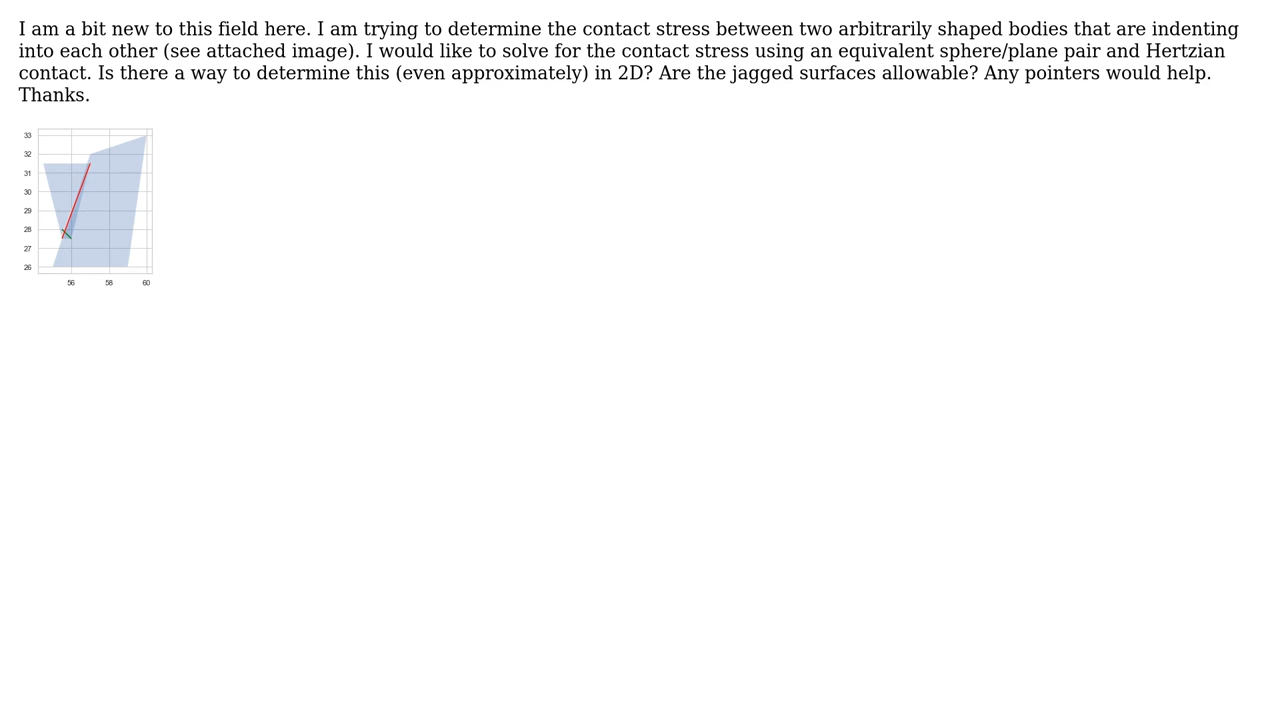 I am a bit new to this field here. I am trying to determine the contact stress between two arbitrarily shaped bodies that are indenting
into each other (see attached image). I would like to solve for the contact stress using an equivalent sphere/plane pair and Hertzian
contact. Is there a way to determine this (even approximately) in 2D? Are the jagged surfaces allowable? Any pointers would help.
Thanks.
33
32
31
30
29
28
27
26
56 58 60